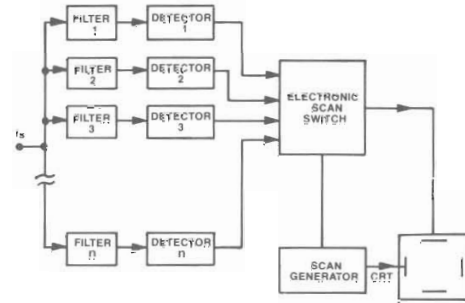 FILTER
1
DETECTOR
1
FILTER
2
DETECTOR
2
FILTER
3
DETECTOR
3
fs
ELECTRONIC
SCAN
SWITCH
FILTER
n
DETECTOR
n
SCAN
GENERATOR
CRT